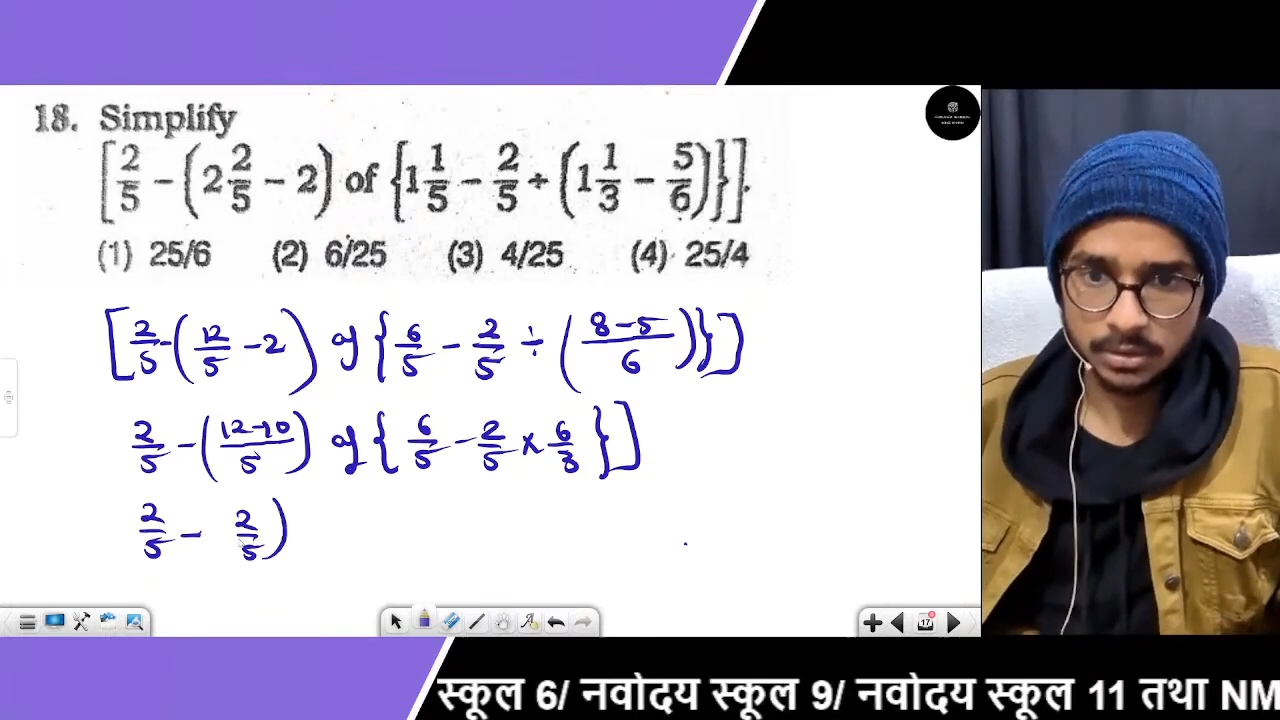 18. Simplify
[2/5 − (2 2/5 − 2) of {1 1/5 − 2/5 ÷ (1 1/3 − 5/6)}].
(1) 25/6 (2) 6/25 (3) 4/25 (4) 25/4
[2/5 − (12/5 − 2) of {6/5 − 2/5 ÷ (8−5/6)}]
2/5 − (12−10/5) of {6/5 − 2/5 × 6/3}]
2/5 − 2/5)
17
स्कूल 6/ नवोदय स्कूल 9/ नवोदय स्कूल 11 तथा NM